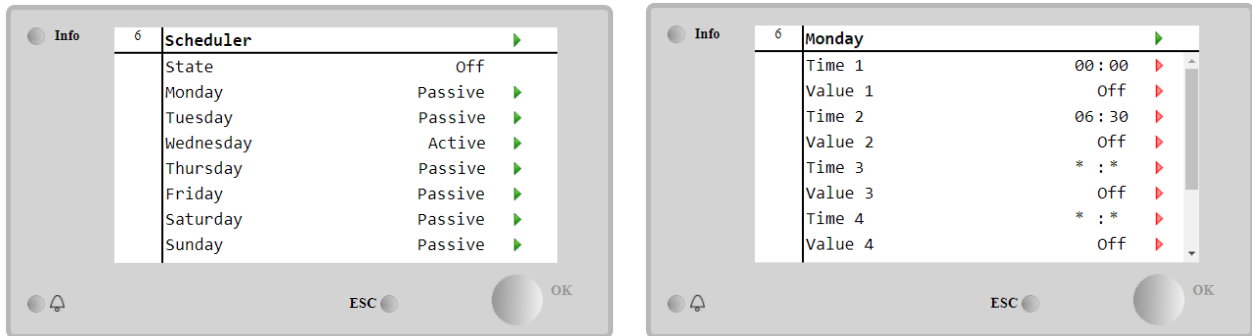 Info
6 Scheduler
State Off
Monday Passive
Tuesday Passive
Wednesday Active
Thursday Passive
Friday Passive
Saturday Passive
Sunday Passive
ESC
OK
Info
6 Monday
Time 1 00:00
Value 1 Off
Time 2 06:30
Value 2 Off
Time 3 * :*
Value 3 Off
Time 4 * :*
Value 4 Off
ESC
OK